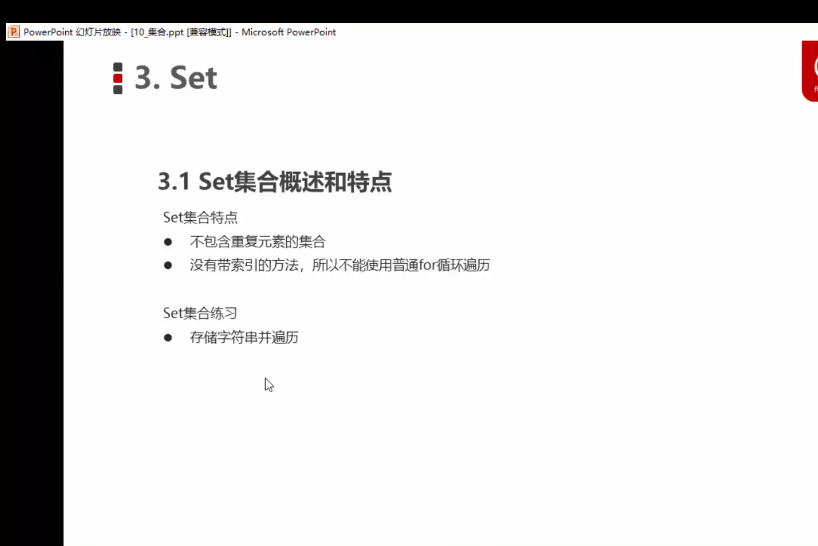 PowerPoint 幻灯片放映 - [10_集合.ppt [兼容模式]] - Microsoft PowerPoint
3. Set
3.1 Set集合概述和特点
Set集合特点
● 不包含重复元素的集合
● 没有带索引的方法，所以不能使用普通for循环遍历
Set集合练习
● 存储字符串并遍历